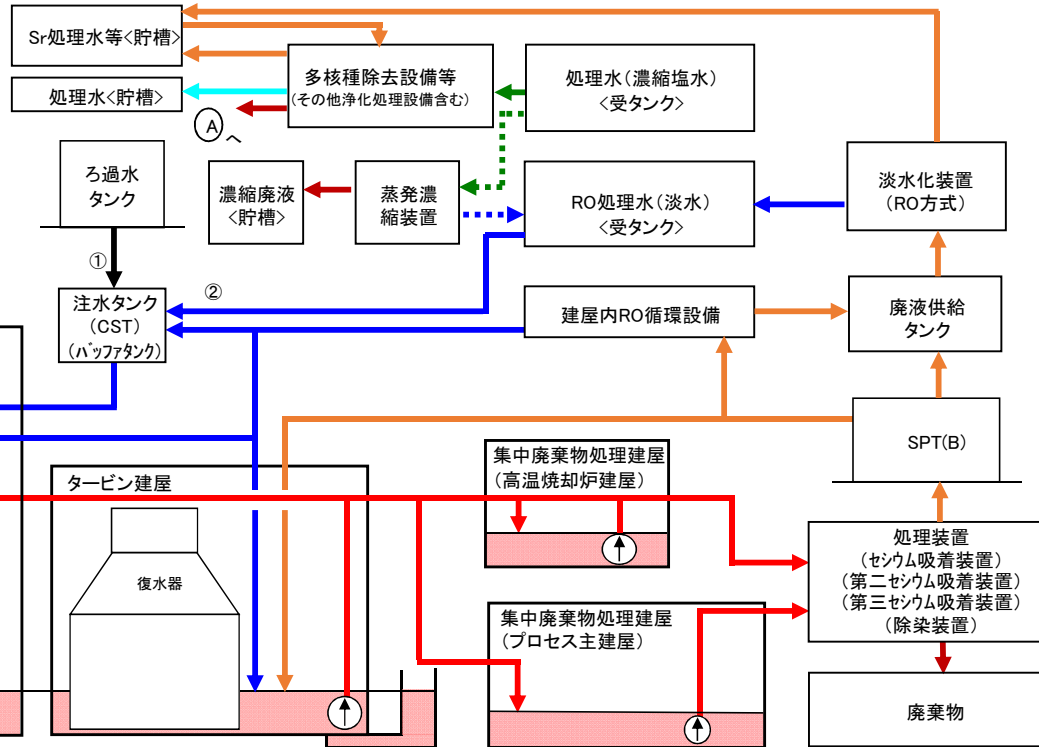 Sr処理水等<貯槽>
処理水<貯槽>
多核種除去設備等
(その他浄化処理設備含む)
処理水(濃縮塩水)
<受タンク>
Aへ
ろ過水
タンク
濃縮廃液
<貯槽>
蒸発濃
縮装置
RO処理水(淡水)
<受タンク>
淡水化装置
(RO方式)
①
②
注水タンク
(CST)
(バッファタンク)
建屋内RO循環設備
廃液供給
タンク
SPT(B)
タービン建屋
復水器
集中廃棄物処理建屋
(高温焼却炉建屋)
集中廃棄物処理建屋
(プロセス主建屋)
処理装置
(セシウム吸着装置)
(第二セシウム吸着装置)
(第三セシウム吸着装置)
(除染装置)
廃棄物